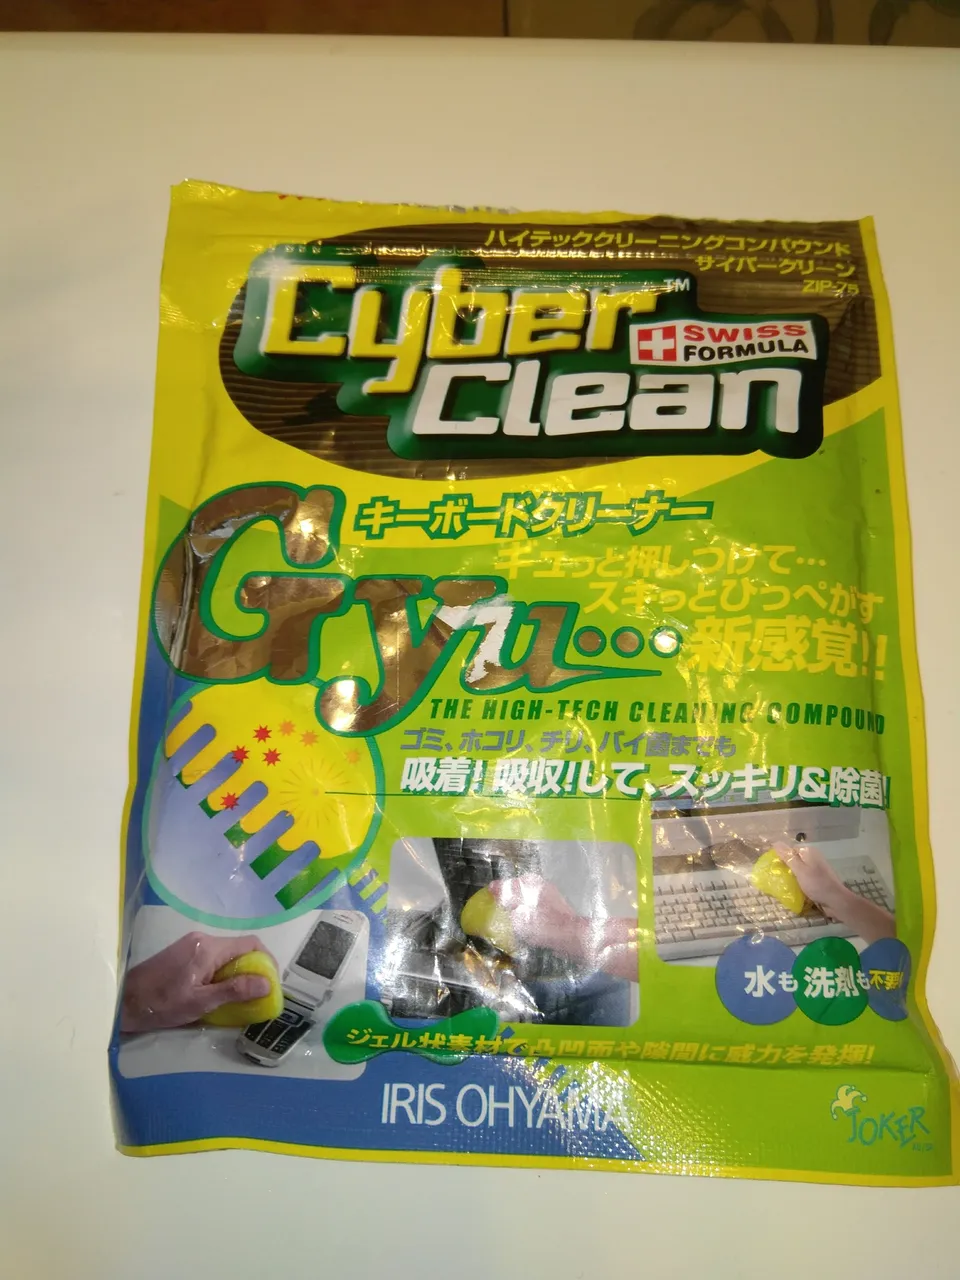 ハイテッククリーニングコンパウンド
サイバークリーン
ZIP-75
Cyber™
Clean
SWISS
FORMULA
キーボードクリーナー
Gyu...
ギュっと押しつけて…
スキっとひっぺがす
新感覚!!
THE HIGH-TECH CLEANING COMPOUND
ゴミ、ホコリ、チリ、バイ菌までも
吸着!吸収!して、スッキリ&除菌!
水も洗剤も不要!
ジェル状素材で凸凹面や隙間に威力を発揮!
IRIS OHYAMA
JOKER